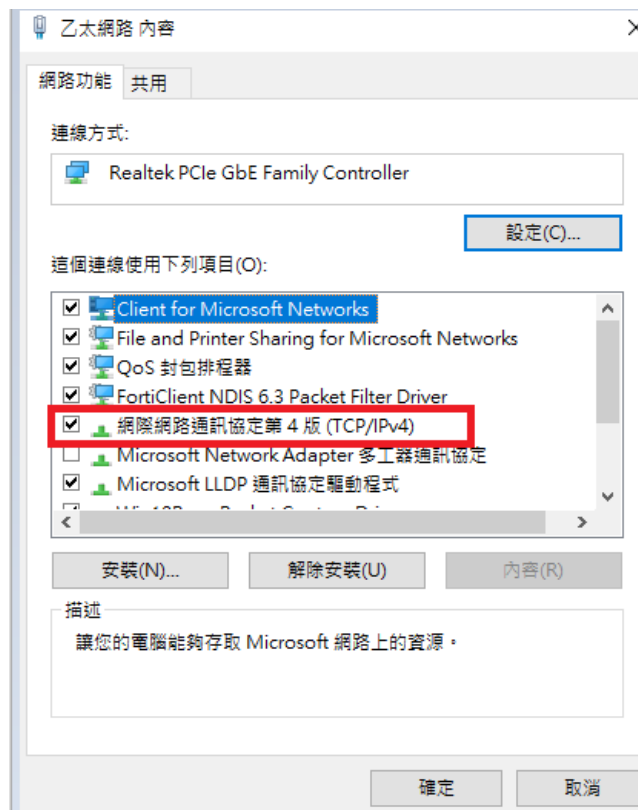 乙太網路 內容
網路功能 共用
連線方式:
Realtek PCIe GbE Family Controller
設定(C)...
這個連線使用下列項目(O):
Client for Microsoft Networks
File and Printer Sharing for Microsoft Networks
QoS 封包排程器
FortiClient NDIS 6.3 Packet Filter Driver
網際網路通訊協定第 4 版 (TCP/IPv4)
Microsoft Network Adapter 多工器通訊協定
Microsoft LLDP 通訊協定驅動程式
安裝(N)... 解除安裝(U) 內容(R)
描述
讓您的電腦能夠存取 Microsoft 網路上的資源。
確定 取消